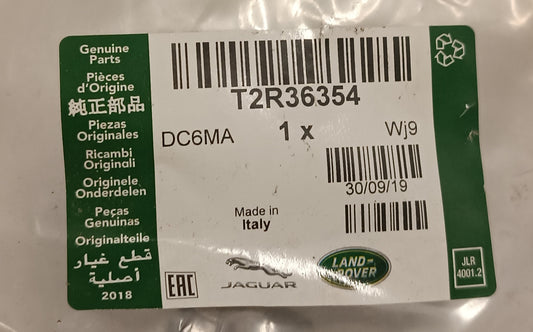 Genuine
Parts
Pièces
d'Origine
純正部品
Piezas
Originales
Ricambi
Originali
Originele
Onderdelen
Peças
Genuinas
Originalteile
قطع غيار
أصلية
2018
T2R36354
DC6MA
1 x
Wj9
30/09/19
Made in
Italy
EAC
JAGUAR
LAND-
ROVER
JLR
4001.2